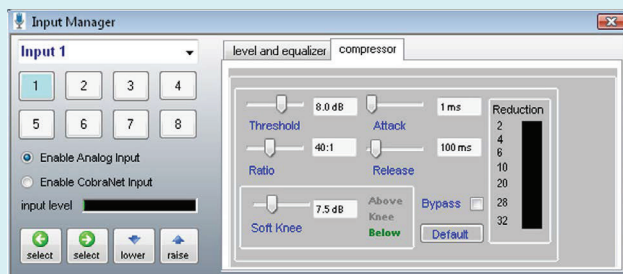 Input Manager
Input 1
1 2 3 4
5 6 7 8
Enable Analog Input
Enable CobraNet Input
input level
select select lower raise
level and equalizer compressor
8.0 dB 1 ms
Threshold Attack
40:1 100 ms
Ratio Release
7.5 dB
Soft Knee
Above
Knee
Below
Bypass
Default
Reduction
2
4
6
10
20
28
32